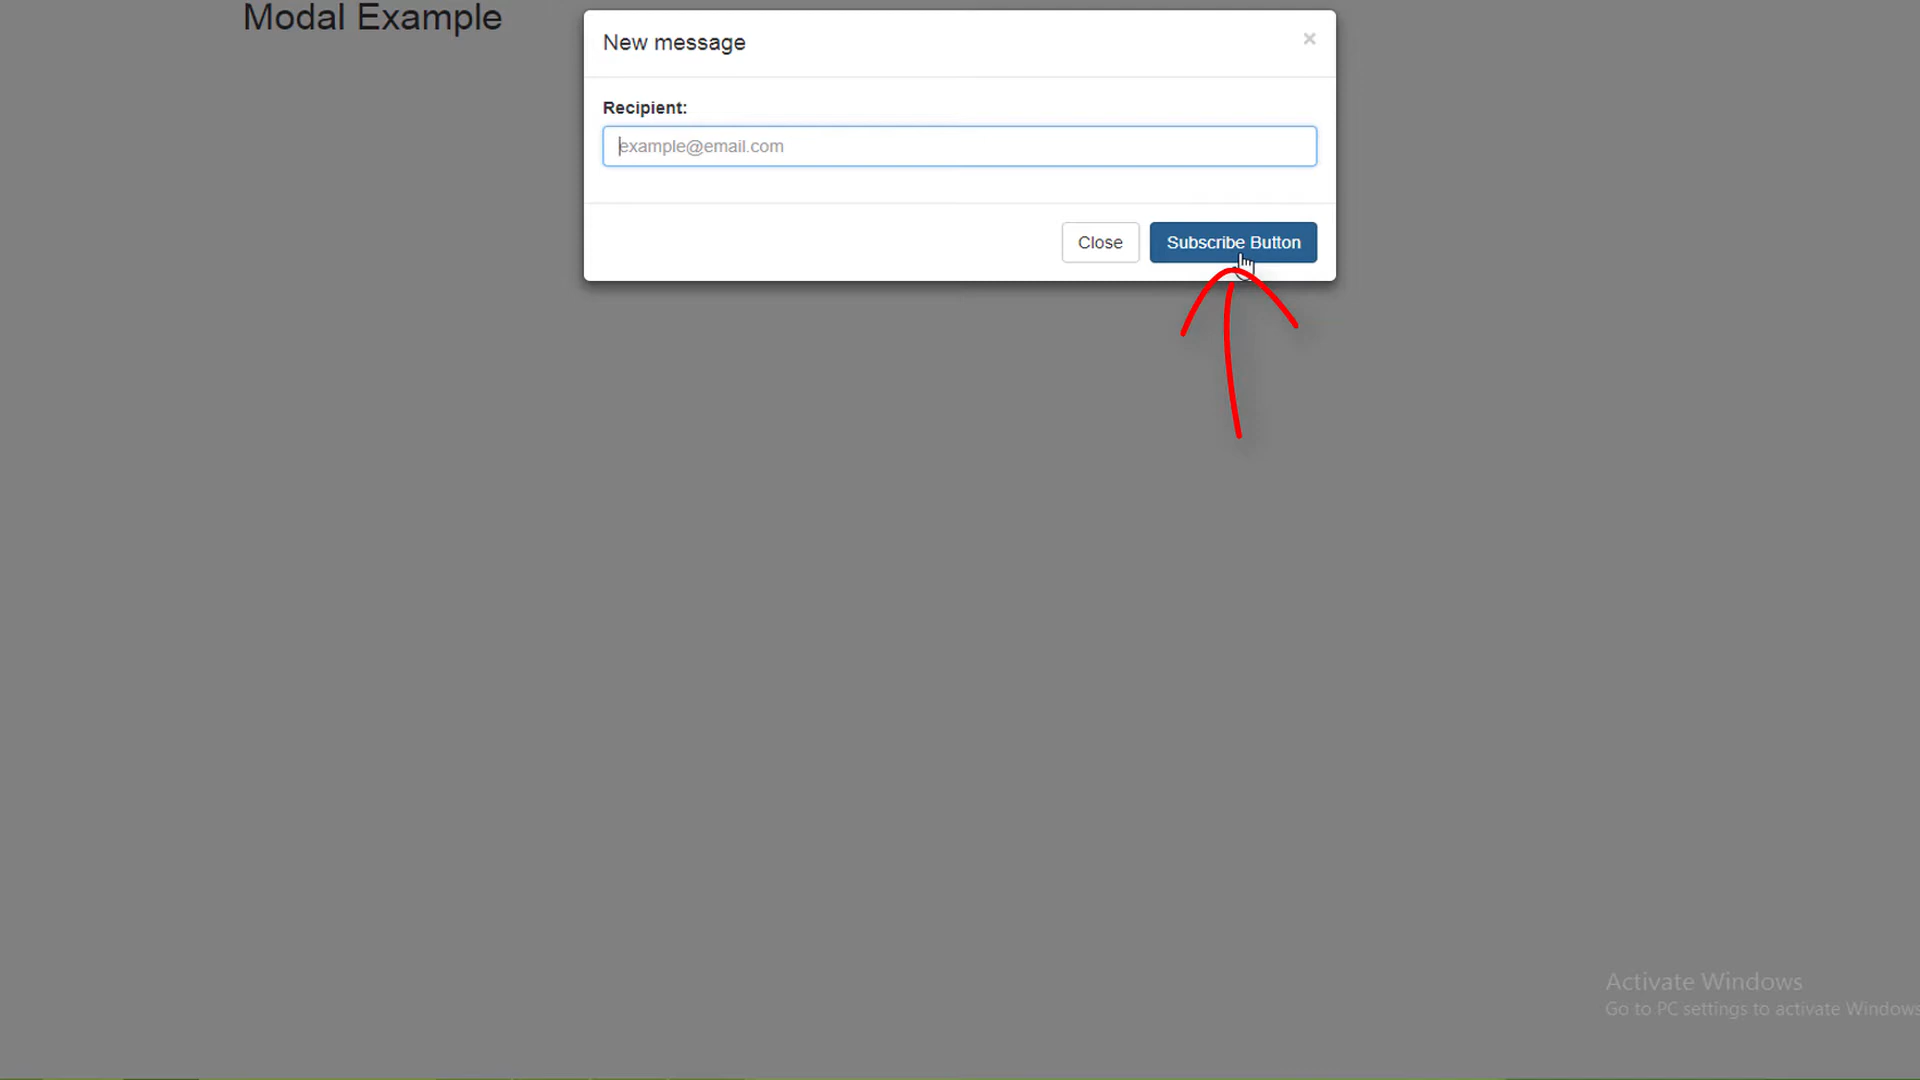 Modal Example
New message
×
Recipient:
example@email.com
Close
Subscribe Button
Activate Windows
Go to PC settings to activate Windows